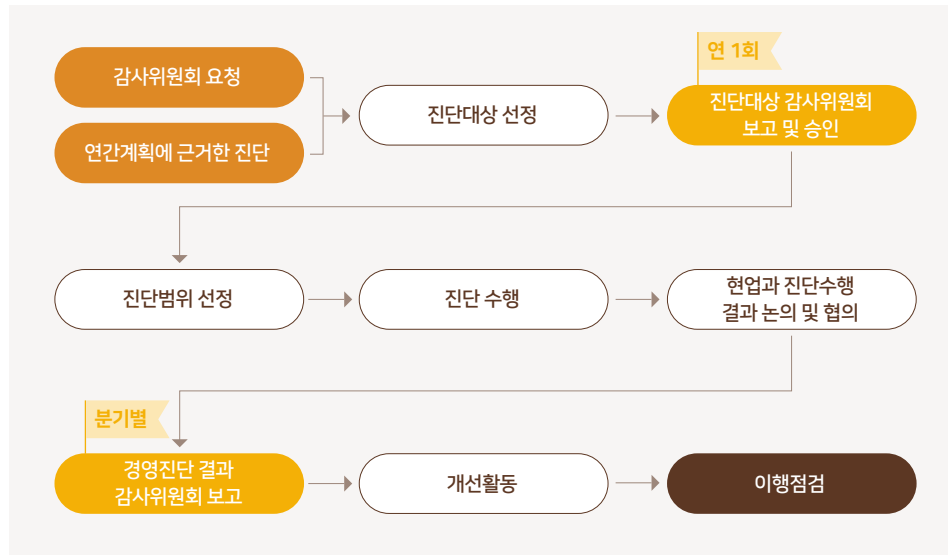 감사위원회 요청
연간계획에 근거한 진단
진단대상 선정
연 1회
진단대상 감사위원회
보고 및 승인
진단범위 선정
진단 수행
현업과 진단수행
결과 논의 및 협의
분기별
경영진단 결과
감사위원회 보고
개선활동
이행점검